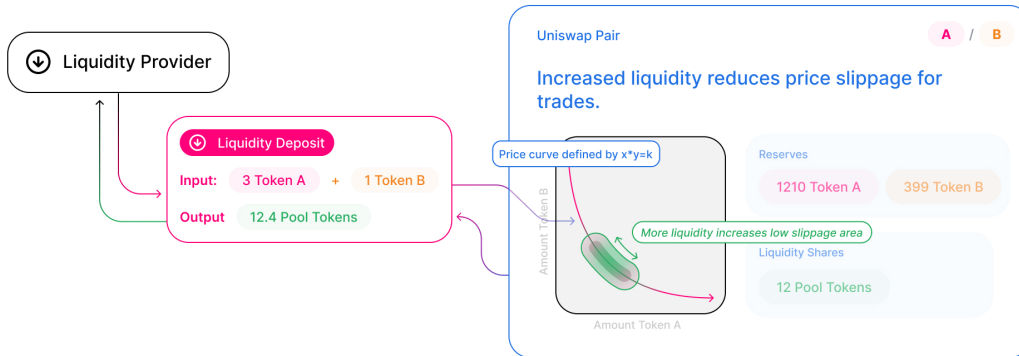 Liquidity Provider
Liquidity Deposit
Input: 3 Token A + 1 Token B
Output 12.4 Pool Tokens
Uniswap Pair
A / B
Increased liquidity reduces price slippage for
trades.
Price curve defined by x*y=k
Amount Token B
More liquidity increases low slippage area
Amount Token A
Reserves
1210 Token A 399 Token B
Liquidity Shares
12 Pool Tokens